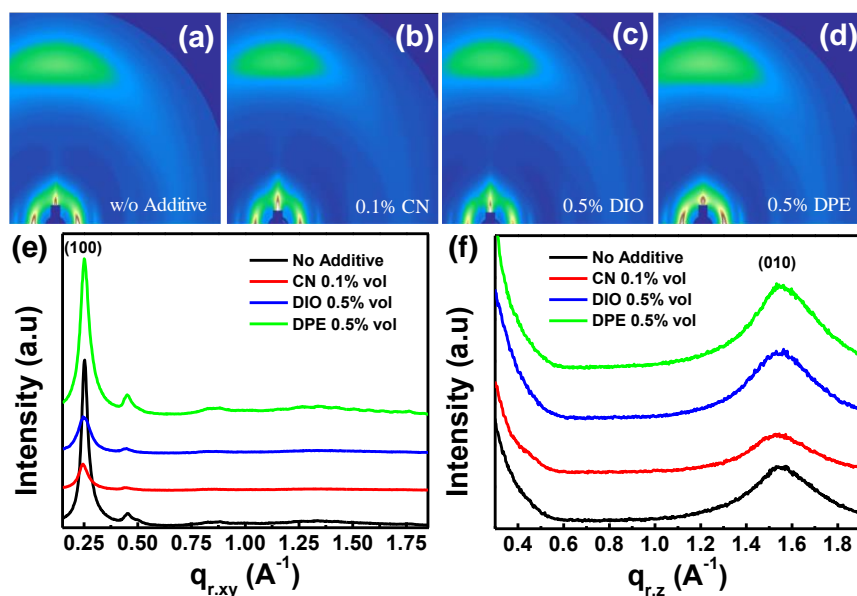 (a)
w/o Additive
(b)
0.1% CN
(c)
0.5% DIO
(d)
0.5% DPE
(e)
(100)
No Additive
CN 0.1% vol
DIO 0.5% vol
DPE 0.5% vol
Intensity (a.u)
0.25 0.50 0.75 1.00 1.25 1.50 1.75
q_r,xy (A⁻¹)
(f)
(010)
No Additive
CN 0.1% vol
DIO 0.5% vol
DPE 0.5% vol
Intensity (a.u)
0.4 0.6 0.8 1.0 1.2 1.4 1.6 1.8
q_r,z (A⁻¹)